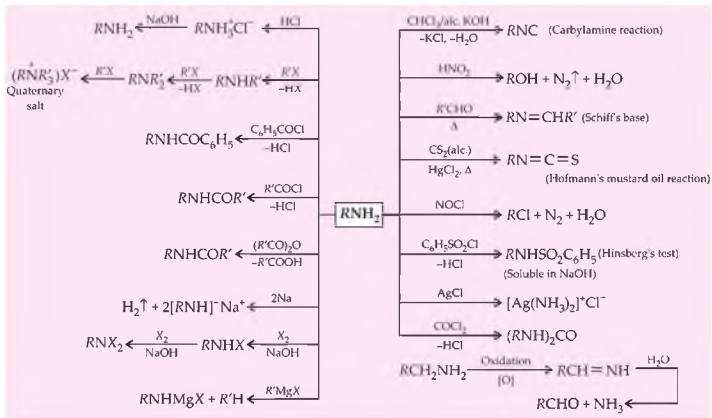 RNH₂ ←NaOH— RNH₃⁺Cl⁻ ←HCl—
(RNR′₃)X⁻ ←R′X— RNR′₂ ←R′X, –HX— RNHR′ ←R′X, –HX—
+
Quaternary
salt
RNHCOC₆H₅ ←C₆H₅COCl, –HCl—
RNHCOR′ ←R′COCl, –HCl—
RNHCOR′ ←(R′CO)₂O, –R′COOH—
H₂↑ + 2[RNH]⁻Na⁺ ←2Na—
RNX₂ ←X₂, NaOH— RNHX ←X₂, NaOH—
RNHMgX + R′H ←R′MgX—
RNH₂
CHCl₃/alc. KOH, –KCl, –H₂O → RNC (Carbylamine reaction)
HNO₂ → ROH + N₂↑ + H₂O
R′CHO, Δ → RN=CHR′ (Schiff's base)
CS₂(alc.), HgCl₂, Δ → RN=C=S
(Hofmann's mustard oil reaction)
NOCl → RCl + N₂ + H₂O
C₆H₅SO₂Cl, –HCl → RNHSO₂C₆H₅ (Hinsberg's test)
(Soluble in NaOH)
AgCl → [Ag(NH₃)₂]⁺Cl⁻
COCl₂, –HCl → (RNH)₂CO
RCH₂NH₂ —Oxidation, [O]→ RCH=NH —H₂O
RCHO + NH₃ ←